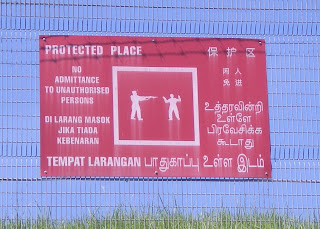 PROTECTED PLACE
保护区
NO
ADMITTANCE
TO UNAUTHORISED
PERSONS
DI LARANG MASOK
JIKA TIADA
KEBENARAN
闲人
免进
உத்தரவின்றி
உள்ளே
பிரவேசிக்க
கூடாது
TEMPAT LARANGAN பாதுகாப்பு உள்ள இடம்